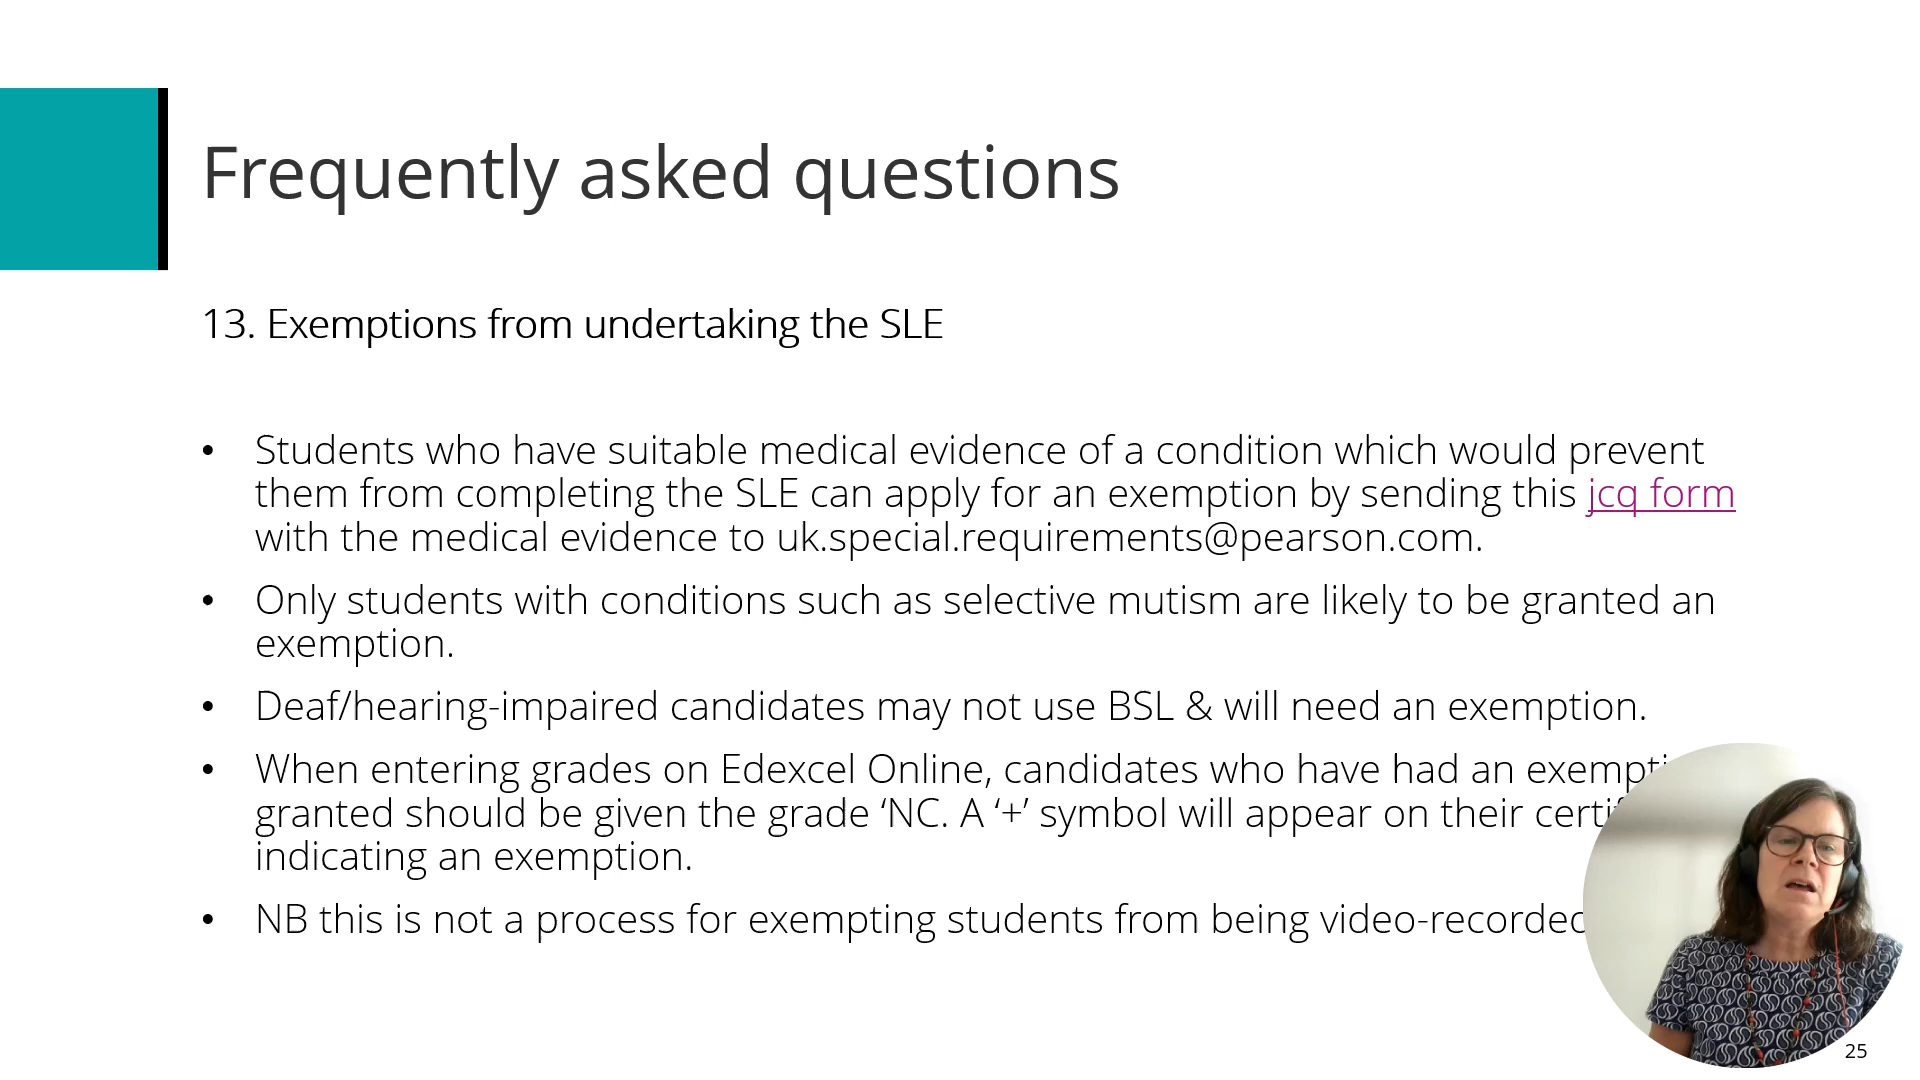 Frequently asked questions
13. Exemptions from undertaking the SLE
• Students who have suitable medical evidence of a condition which would prevent
them from completing the SLE can apply for an exemption by sending this jcq form
with the medical evidence to uk.special.requirements@pearson.com.
• Only students with conditions such as selective mutism are likely to be granted an
exemption.
• Deaf/hearing-impaired candidates may not use BSL & will need an exemption.
• When entering grades on Edexcel Online, candidates who have had an
granted should be given the grade ‘NC. A ‘+’ symbol will appear on their
indicating an exemption.
• NB this is not a process for exempting students from being video-recorded
25